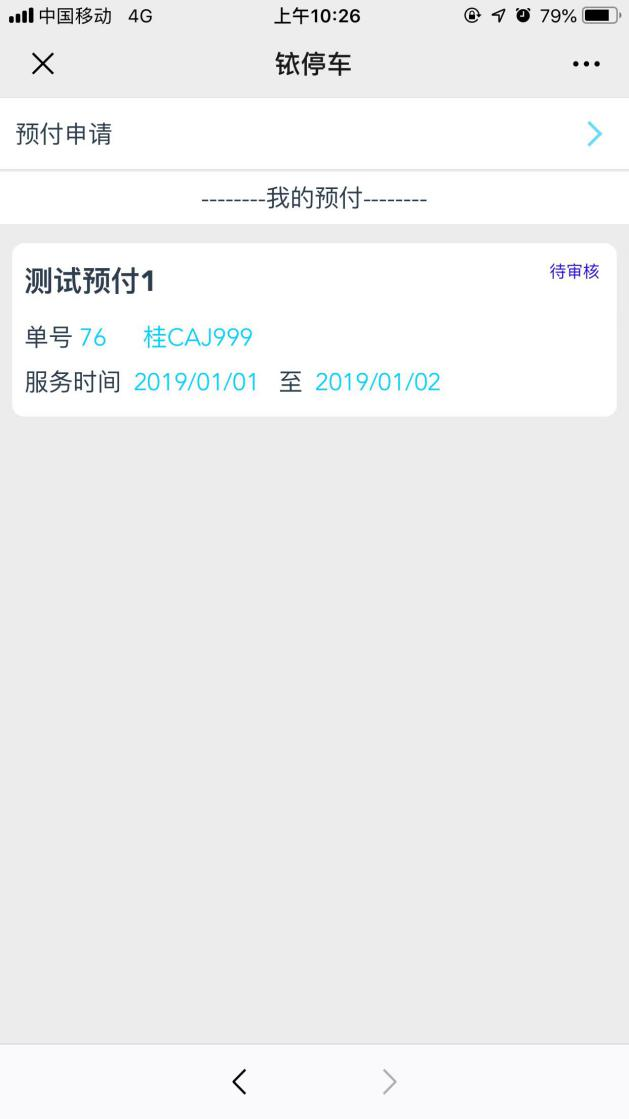 中国移动 4G 上午10:26 79%
铱停车
预付申请
--------我的预付--------
测试预付1 待审核
单号 76 桂CAJ999
服务时间 2019/01/01 至 2019/01/02